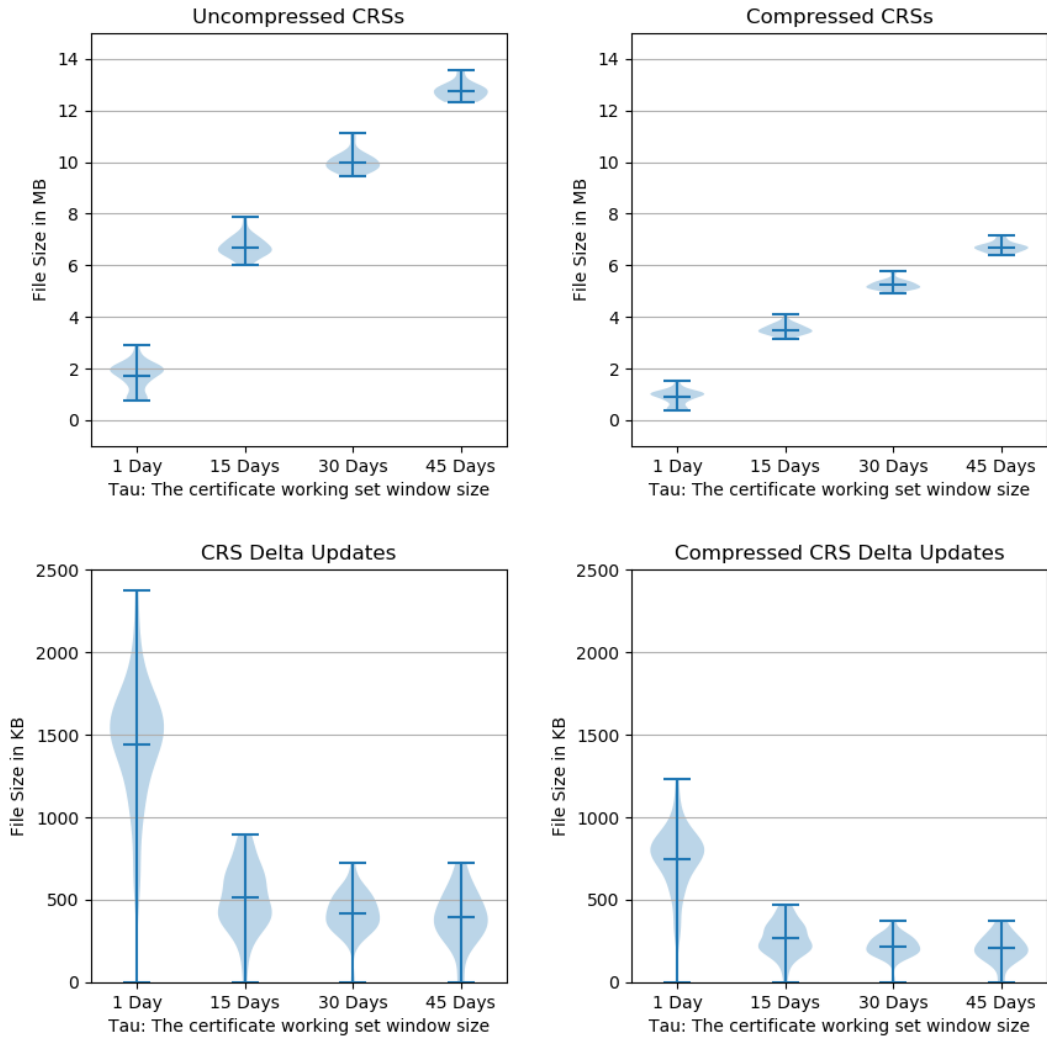 Uncompressed CRSs
File Size in MB
14
12
10
8
6
4
2
0
1 Day 15 Days 30 Days 45 Days
Tau: The certificate working set window size
Compressed CRSs
File Size in MB
14
12
10
8
6
4
2
0
1 Day 15 Days 30 Days 45 Days
Tau: The certificate working set window size
CRS Delta Updates
File Size in KB
2500
2000
1500
1000
500
0
1 Day 15 Days 30 Days 45 Days
Tau: The certificate working set window size
Compressed CRS Delta Updates
File Size in KB
2500
2000
1500
1000
500
0
1 Day 15 Days 30 Days 45 Days
Tau: The certificate working set window size